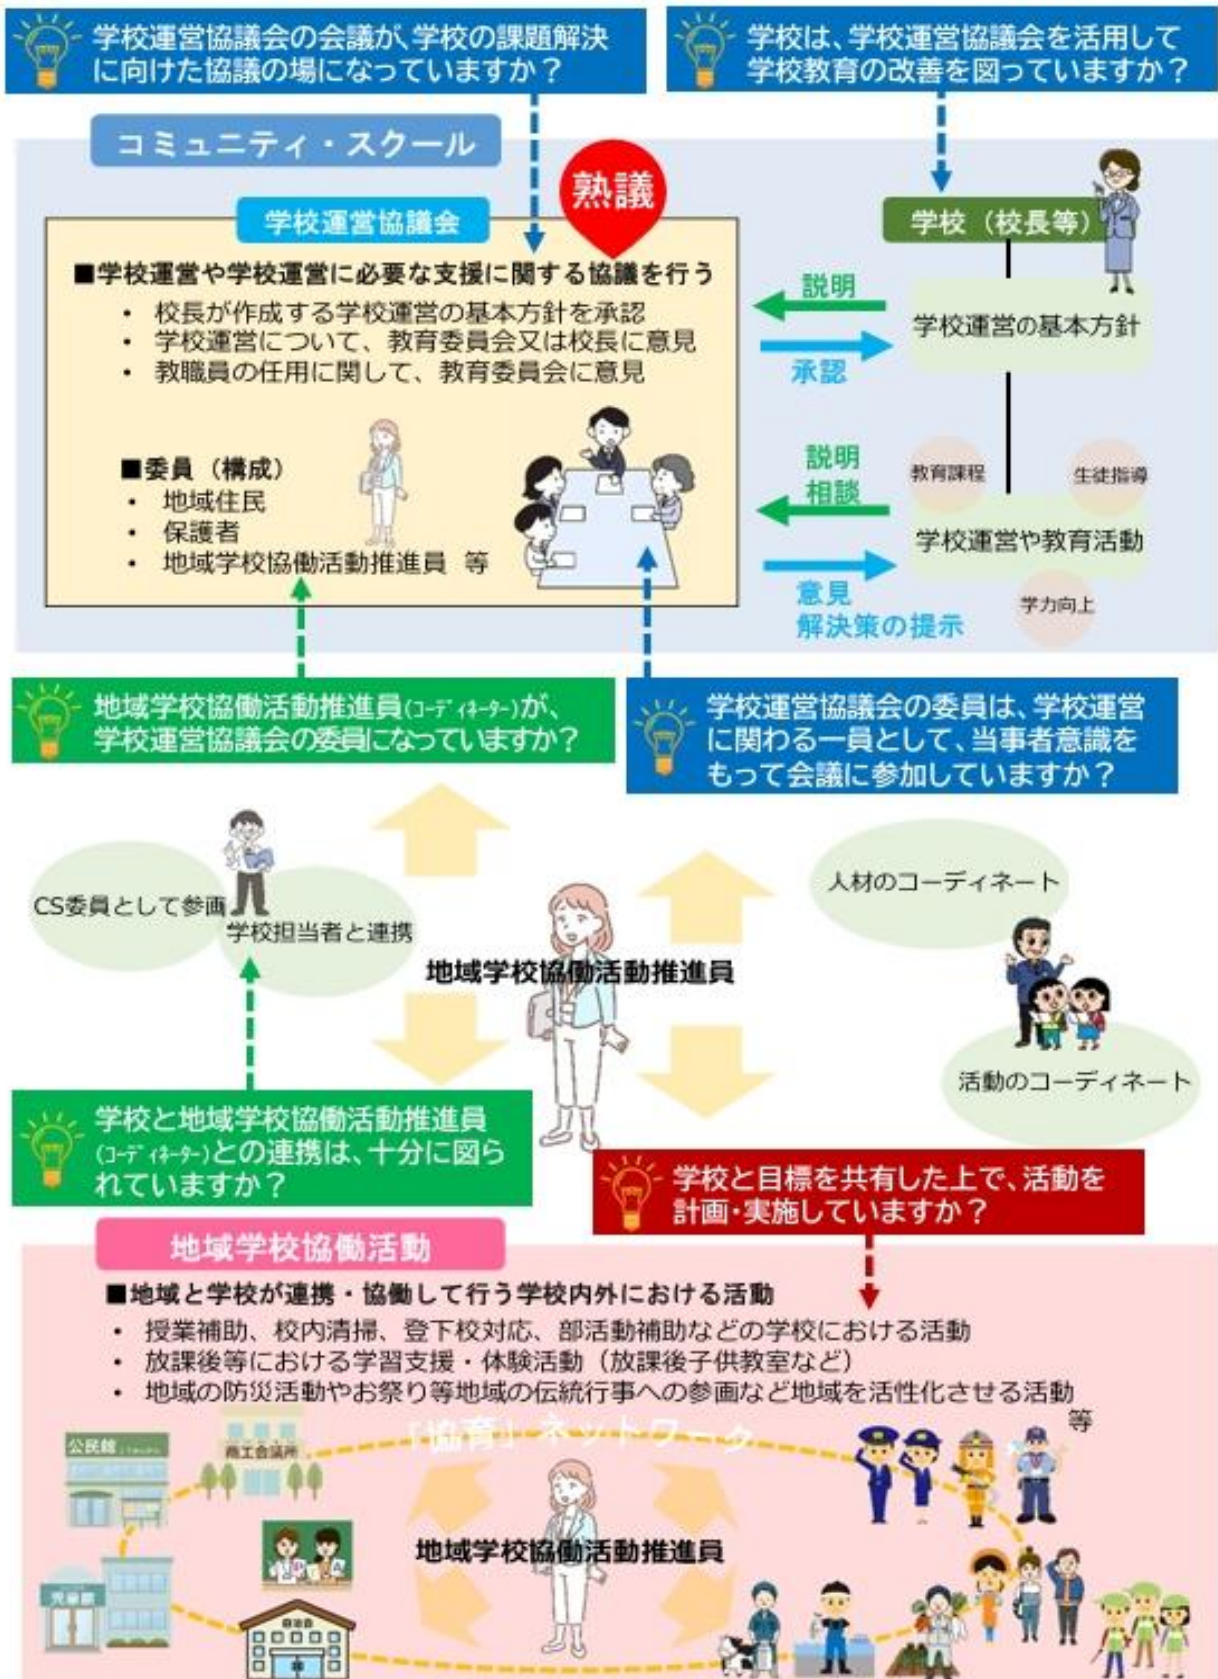 学校運営協議会の会議が、学校の課題解決
に向けた協議の場になっていますか？
学校は、学校運営協議会を活用して
学校教育の改善を図っていますか？
コミュニティ・スクール
熟議
学校運営協議会
■学校運営や学校運営に必要な支援に関する協議を行う
• 校長が作成する学校運営の基本方針を承認
• 学校運営について、教育委員会又は校長に意見
• 教職員の任用に関して、教育委員会に意見
■委員（構成）
• 地域住民
• 保護者
• 地域学校協働活動推進員 等
学校（校長等）
説明
承認
学校運営の基本方針
説明
相談
教育課程
生徒指導
学校運営や教育活動
意見
解決策の提示
学力向上
地域学校協働活動推進員(ｺｰﾃﾞｨﾈｰﾀｰ)が、
学校運営協議会の委員になっていますか？
学校運営協議会の委員は、学校運営
に関わる一員として、当事者意識を
もって会議に参加していますか？
CS委員として参画
学校担当者と連携
地域学校協働活動推進員
人材のコーディネート
活動のコーディネート
学校と地域学校協働活動推進員
(ｺｰﾃﾞｨﾈｰﾀｰ)との連携は、十分に図ら
れていますか？
学校と目標を共有した上で、活動を
計画・実施していますか？
地域学校協働活動
■地域と学校が連携・協働して行う学校内外における活動
• 授業補助、校内清掃、登下校対応、部活動補助などの学校における活動
• 放課後等における学習支援・体験活動（放課後子供教室など）
• 地域の防災活動やお祭り等地域の伝統行事への参画など地域を活性化させる活動
等
「協育」ネットワーク
公民館
商工会議所
地域学校協働活動推進員
児童館
自治会